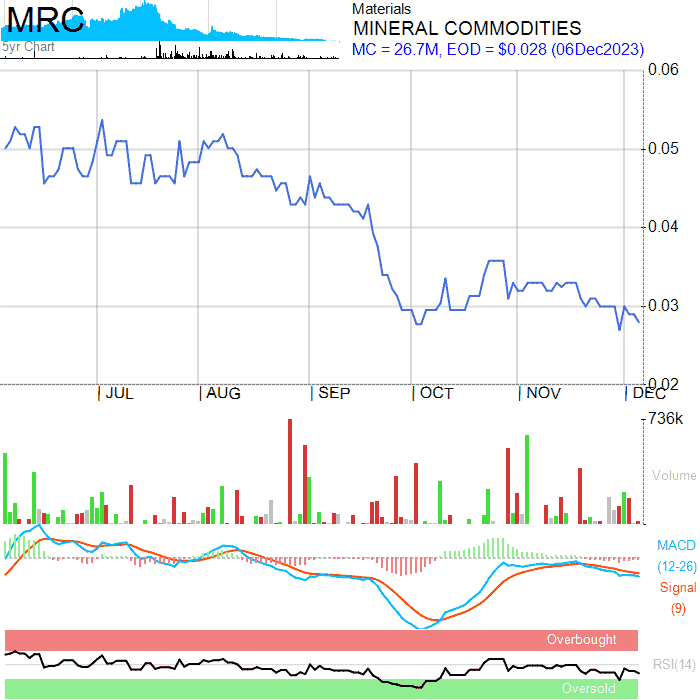 MRC
5yr Chart
Materials
MINERAL COMMODITIES
MC = 26.7M, EOD = $0.028 (06Dec2023)
0.06
0.05
0.04
0.03
0.02
| JUL | AUG | SEP | OCT | NOV | DEC
736k
Volume
MACD
(12-26)
Signal
(9)
Overbought
RSI(14)
Oversold